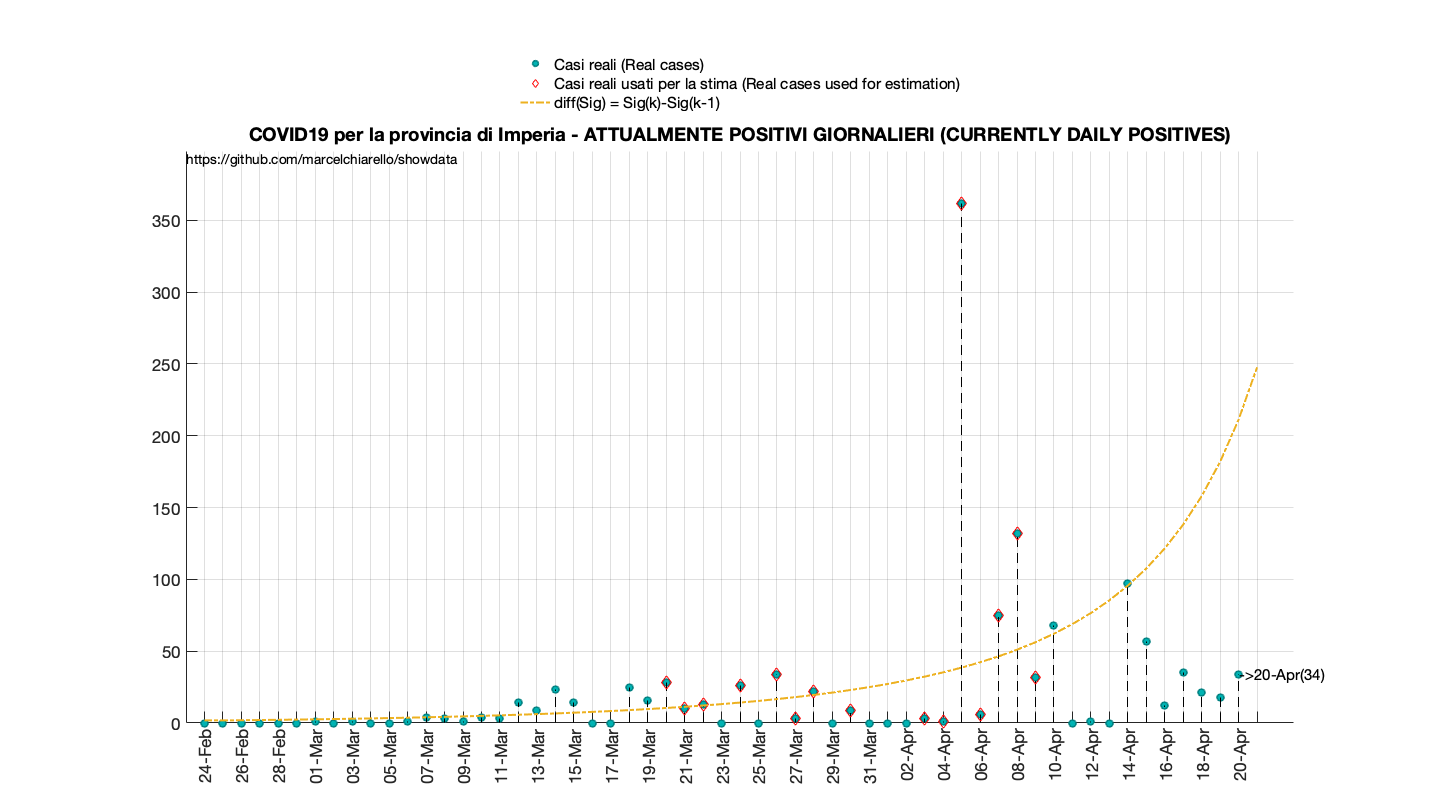 Casi reali (Real cases)
Casi reali usati per la stima (Real cases used for estimation)
diff(Sig) = Sig(k)-Sig(k-1)
COVID19 per la provincia di Imperia - ATTUALMENTE POSITIVI GIORNALIERI (CURRENTLY DAILY POSITIVES)
https://github.com/marcelchiarello/showdata
350
300
250
200
150
100
50
0
->20-Apr(34)
24-Feb
26-Feb
28-Feb
01-Mar
03-Mar
05-Mar
07-Mar
09-Mar
11-Mar
13-Mar
15-Mar
17-Mar
19-Mar
21-Mar
23-Mar
25-Mar
27-Mar
29-Mar
31-Mar
02-Apr
04-Apr
06-Apr
08-Apr
10-Apr
12-Apr
14-Apr
16-Apr
18-Apr
20-Apr